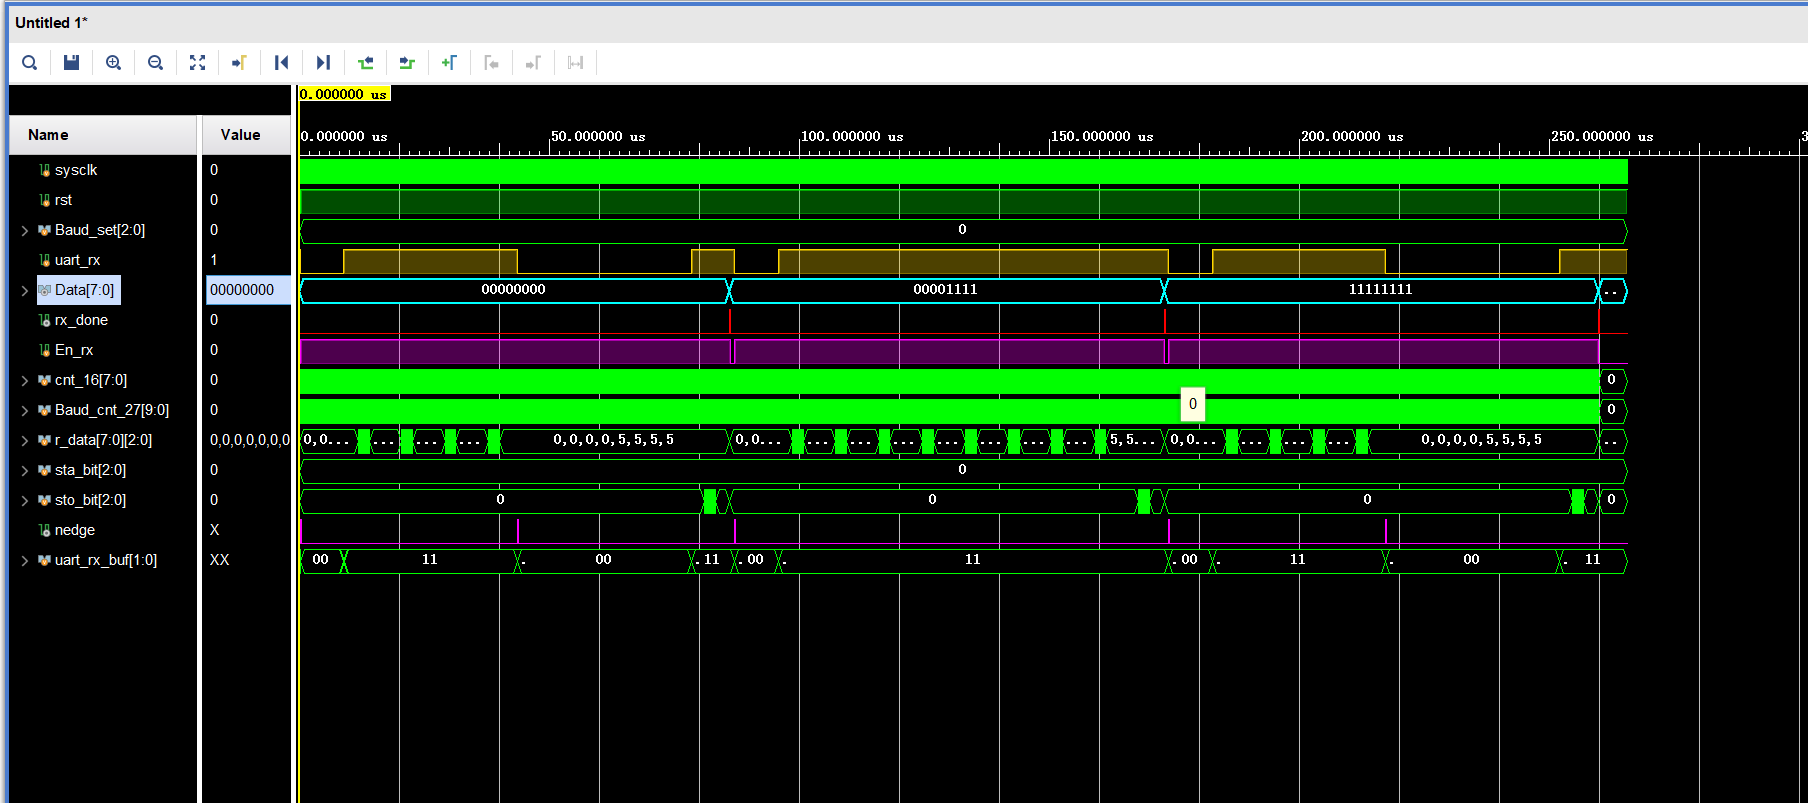 Untitled 1*
0.000000 us
Name Value
0.000000 us 50.000000 us 100.000000 us 150.000000 us 200.000000 us 250.000000 us 3
sysclk 0
rst 0
Baud_set[2:0] 0 0
uart_rx 1
Data[7:0] 00000000 00000000 00001111 11111111 ..
rx_done 0
En_rx 0
cnt_16[7:0] 0 0
Baud_cnt_27[9:0] 0 0 0
r_data[7:0][2:0] 0,0,0,0,0,0,0 0,0... ... ... ... ... 0,0,0,0,5,5,5,5 0,0... ... ... ... ... ... ... ... 5,5... 0,0... ... ... ... 0,0,0,0,5,5,5,5 ..
sta_bit[2:0] 0 0
sto_bit[2:0] 0 0 0 0 0
nedge X
uart_rx_buf[1:0] XX 00 11 . 00 . 11 . 00 . 11 . 00 . 11 . 00 . 11